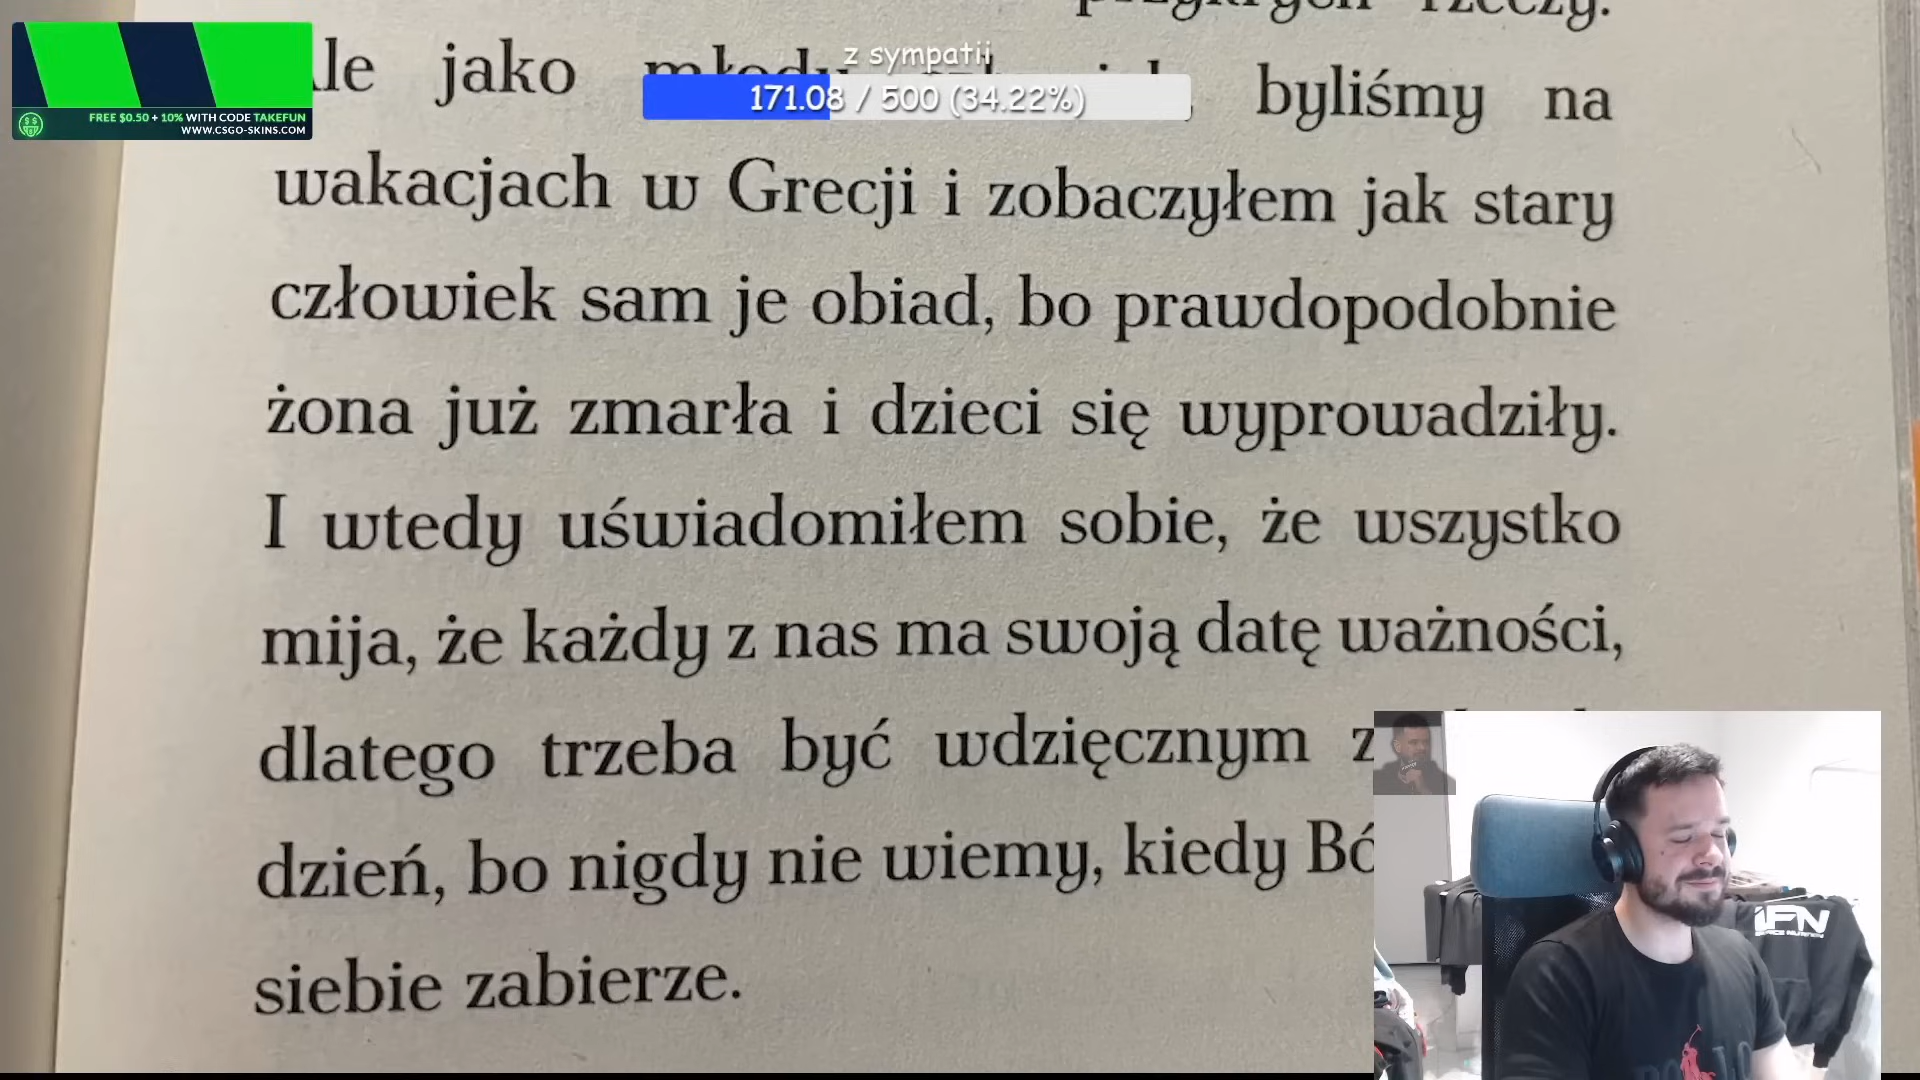 przykrych rzeczy.
Ale jako młody byliśmy na
z sympatii
171.08 / 500 (34.22%)
FREE $0.50 + 10% WITH CODE TAKEFUN
WWW.CSGO-SKINS.COM
wakacjach w Grecji i zobaczyłem jak stary
człowiek sam je obiad, bo prawdopodobnie
żona już zmarła i dzieci się wyprowadziły.
I wtedy uświadomiłem sobie, że wszystko
mija, że każdy z nas ma swoją datę ważności,
dlatego trzeba być wdzięcznym
dzień, bo nigdy nie wiemy, kiedy
siebie zabierze.